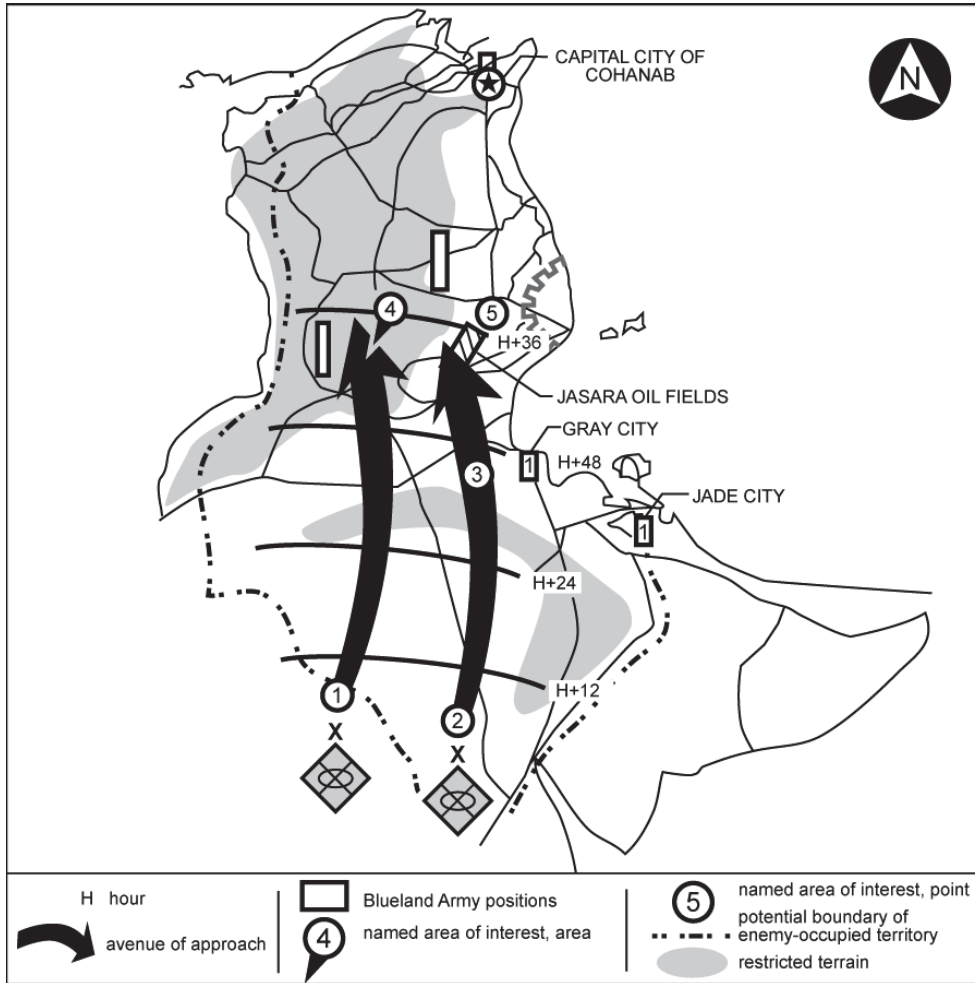 CAPITAL CITY OF
COHANAB
N
4
5
H+36
JASARA OIL FIELDS
GRAY CITY
1
H+48
3
JADE CITY
1
H+24
H+12
1
2
X
X
H hour
avenue of approach
Blueland Army positions
4
named area of interest, area
5
named area of interest, point
potential boundary of
enemy-occupied territory
restricted terrain